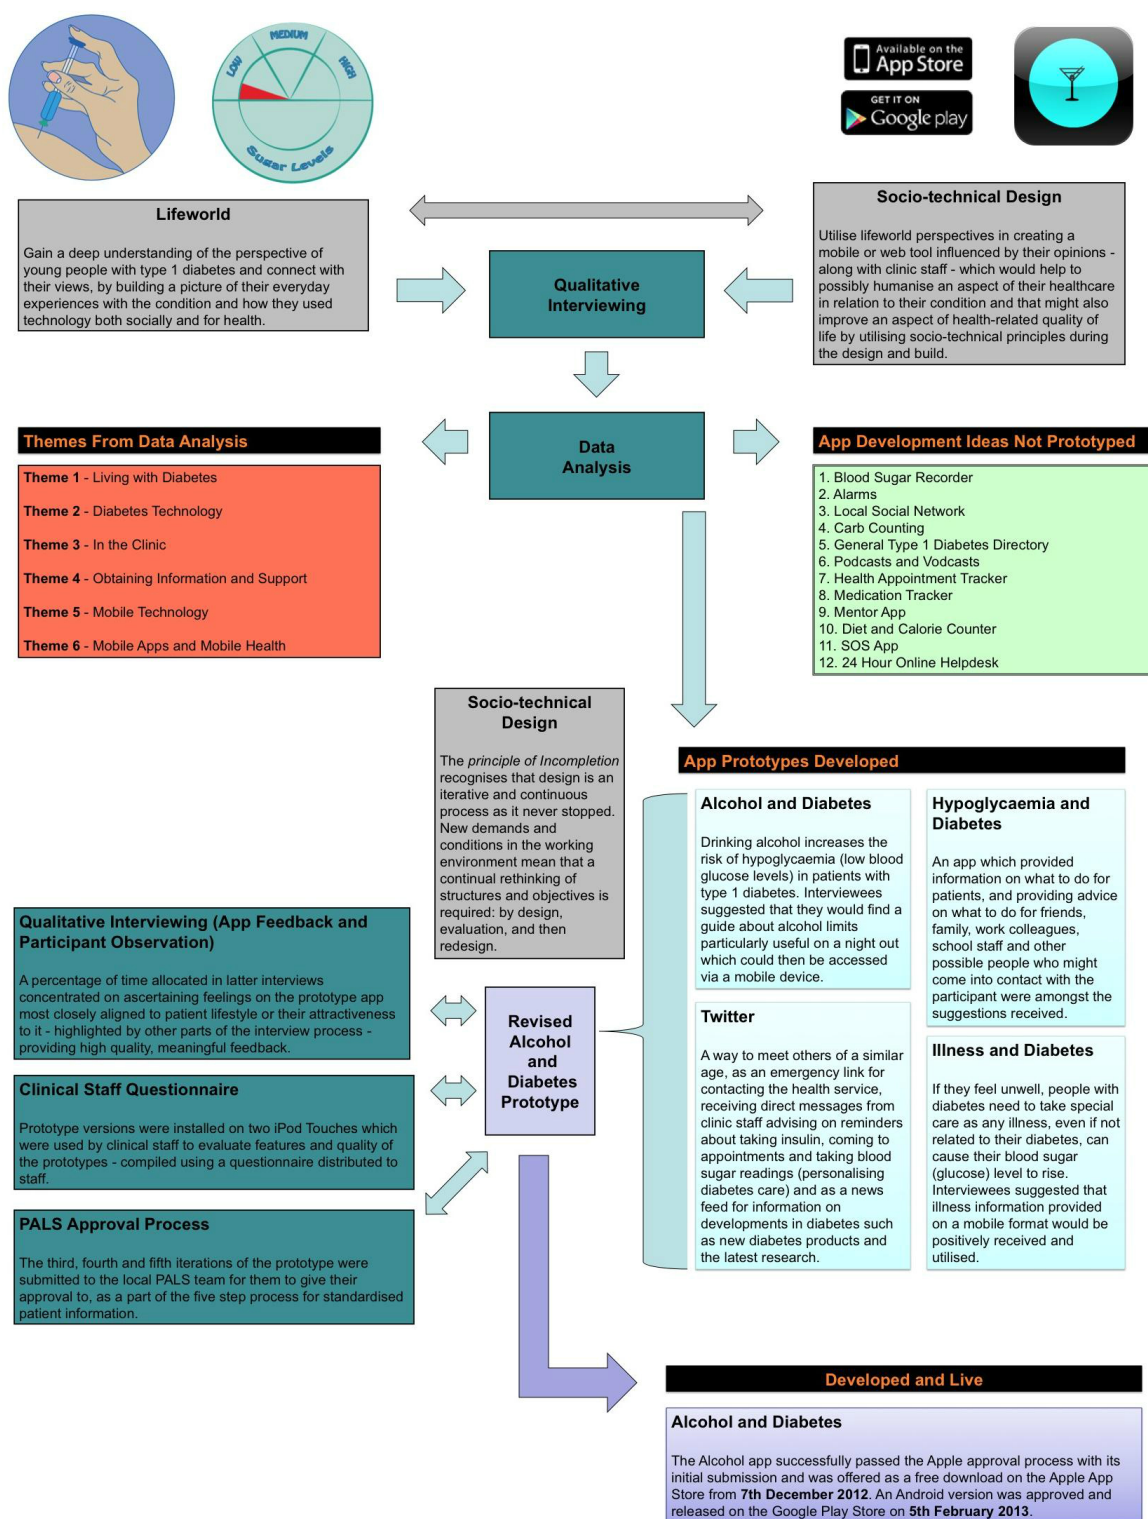 LOW
MEDIUM
HIGH
Sugar Levels
Available on the
App Store
GET IT ON
Google play
Lifeworld
Gain a deep understanding of the perspective of
young people with type 1 diabetes and connect with
their views, by building a picture of their everyday
experiences with the condition and how they used
technology both socially and for health.
Qualitative
Interviewing
Socio-technical Design
Utilise lifeworld perspectives in creating a
mobile or web tool influenced by their opinions -
along with clinic staff - which would help to
possibly humanise an aspect of their healthcare
in relation to their condition and that might also
improve an aspect of health-related quality of
life by utilising socio-technical principles during
the design and build.
Themes From Data Analysis
Theme 1 - Living with Diabetes
Theme 2 - Diabetes Technology
Theme 3 - In the Clinic
Theme 4 - Obtaining Information and Support
Theme 5 - Mobile Technology
Theme 6 - Mobile Apps and Mobile Health
Data
Analysis
App Development Ideas Not Prototyped
1. Blood Sugar Recorder
2. Alarms
3. Local Social Network
4. Carb Counting
5. General Type 1 Diabetes Directory
6. Podcasts and Vodcasts
7. Health Appointment Tracker
8. Medication Tracker
9. Mentor App
10. Diet and Calorie Counter
11. SOS App
12. 24 Hour Online Helpdesk
Socio-technical
Design
The principle of Incompletion
recognises that design is an
iterative and continuous
process as it never stopped.
New demands and
conditions in the working
environment mean that a
continual rethinking of
structures and objectives is
required: by design,
evaluation, and then
redesign.
App Prototypes Developed
Alcohol and Diabetes
Drinking alcohol increases the
risk of hypoglycaemia (low blood
glucose levels) in patients with
type 1 diabetes. Interviewees
suggested that they would find a
guide about alcohol limits
particularly useful on a night out
which could then be accessed
via a mobile device.
Hypoglycaemia and
Diabetes
An app which provided
information on what to do for
patients, and providing advice
on what to do for friends,
family, work colleagues,
school staff and other
possible people who might
come into contact with the
participant were amongst the
suggestions received.
Twitter
A way to meet others of a similar
age, as an emergency link for
contacting the health service,
receiving direct messages from
clinic staff advising on reminders
about taking insulin, coming to
appointments and taking blood
sugar readings (personalising
diabetes care) and as a news
feed for information on
developments in diabetes such
as new diabetes products and
the latest research.
Illness and Diabetes
If they feel unwell, people with
diabetes need to take special
care as any illness, even if not
related to their diabetes, can
cause their blood sugar
(glucose) level to rise.
Interviewees suggested that
illness information provided
on a mobile format would be
positively received and
utilised.
Qualitative Interviewing (App Feedback and
Participant Observation)
A percentage of time allocated in latter interviews
concentrated on ascertaining feelings on the prototype app
most closely aligned to patient lifestyle or their attractiveness
to it - highlighted by other parts of the interview process -
providing high quality, meaningful feedback.
Clinical Staff Questionnaire
Prototype versions were installed on two iPod Touches which
were used by clinical staff to evaluate features and quality of
the prototypes - compiled using a questionnaire distributed to
staff.
PALS Approval Process
The third, fourth and fifth iterations of the prototype were
submitted to the local PALS team for them to give their
approval to, as a part of the five step process for standardised
patient information.
Revised
Alcohol
and
Diabetes
Prototype
Developed and Live
Alcohol and Diabetes
The Alcohol app successfully passed the Apple approval process with its
initial submission and was offered as a free download on the Apple App
Store from 7th December 2012. An Android version was approved and
released on the Google Play Store on 5th February 2013.